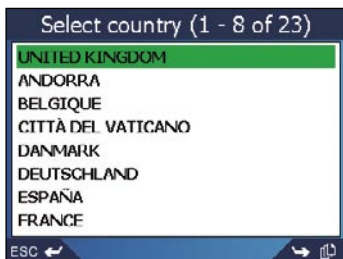 Select country (1 - 8 of 23)
UNITED KINGDOM
ANDORRA
BELGIQUE
CITTÀ DEL VATICANO
DANMARK
DEUTSCHLAND
ESPAÑA
FRANCE
ESC